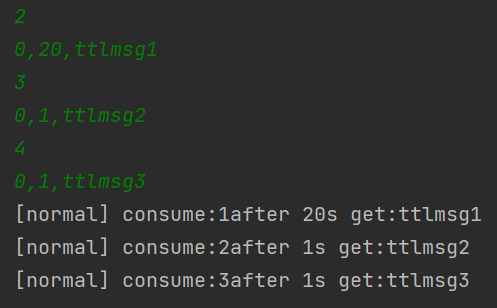 2
0,20,ttlmsg1
3
0,1,ttlmsg2
4
0,1,ttlmsg3
[normal] consume:1after 20s get:ttlmsg1
[normal] consume:2after 1s get:ttlmsg2
[normal] consume:3after 1s get:ttlmsg3